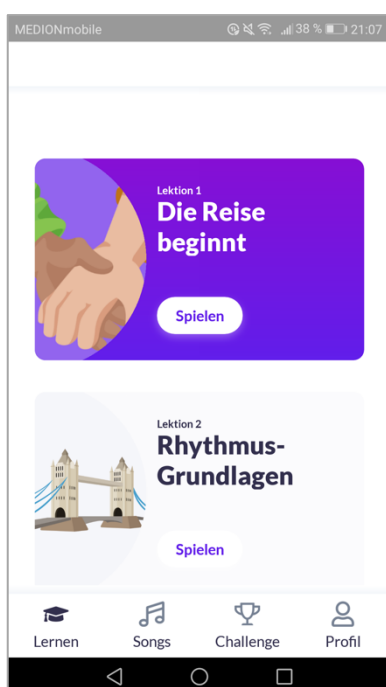 MEDIONmobile 38 % 21:07
Lektion 1
Die Reise
beginnt
Spielen
Lektion 2
Rhythmus-
Grundlagen
Spielen
Lernen Songs Challenge Profil